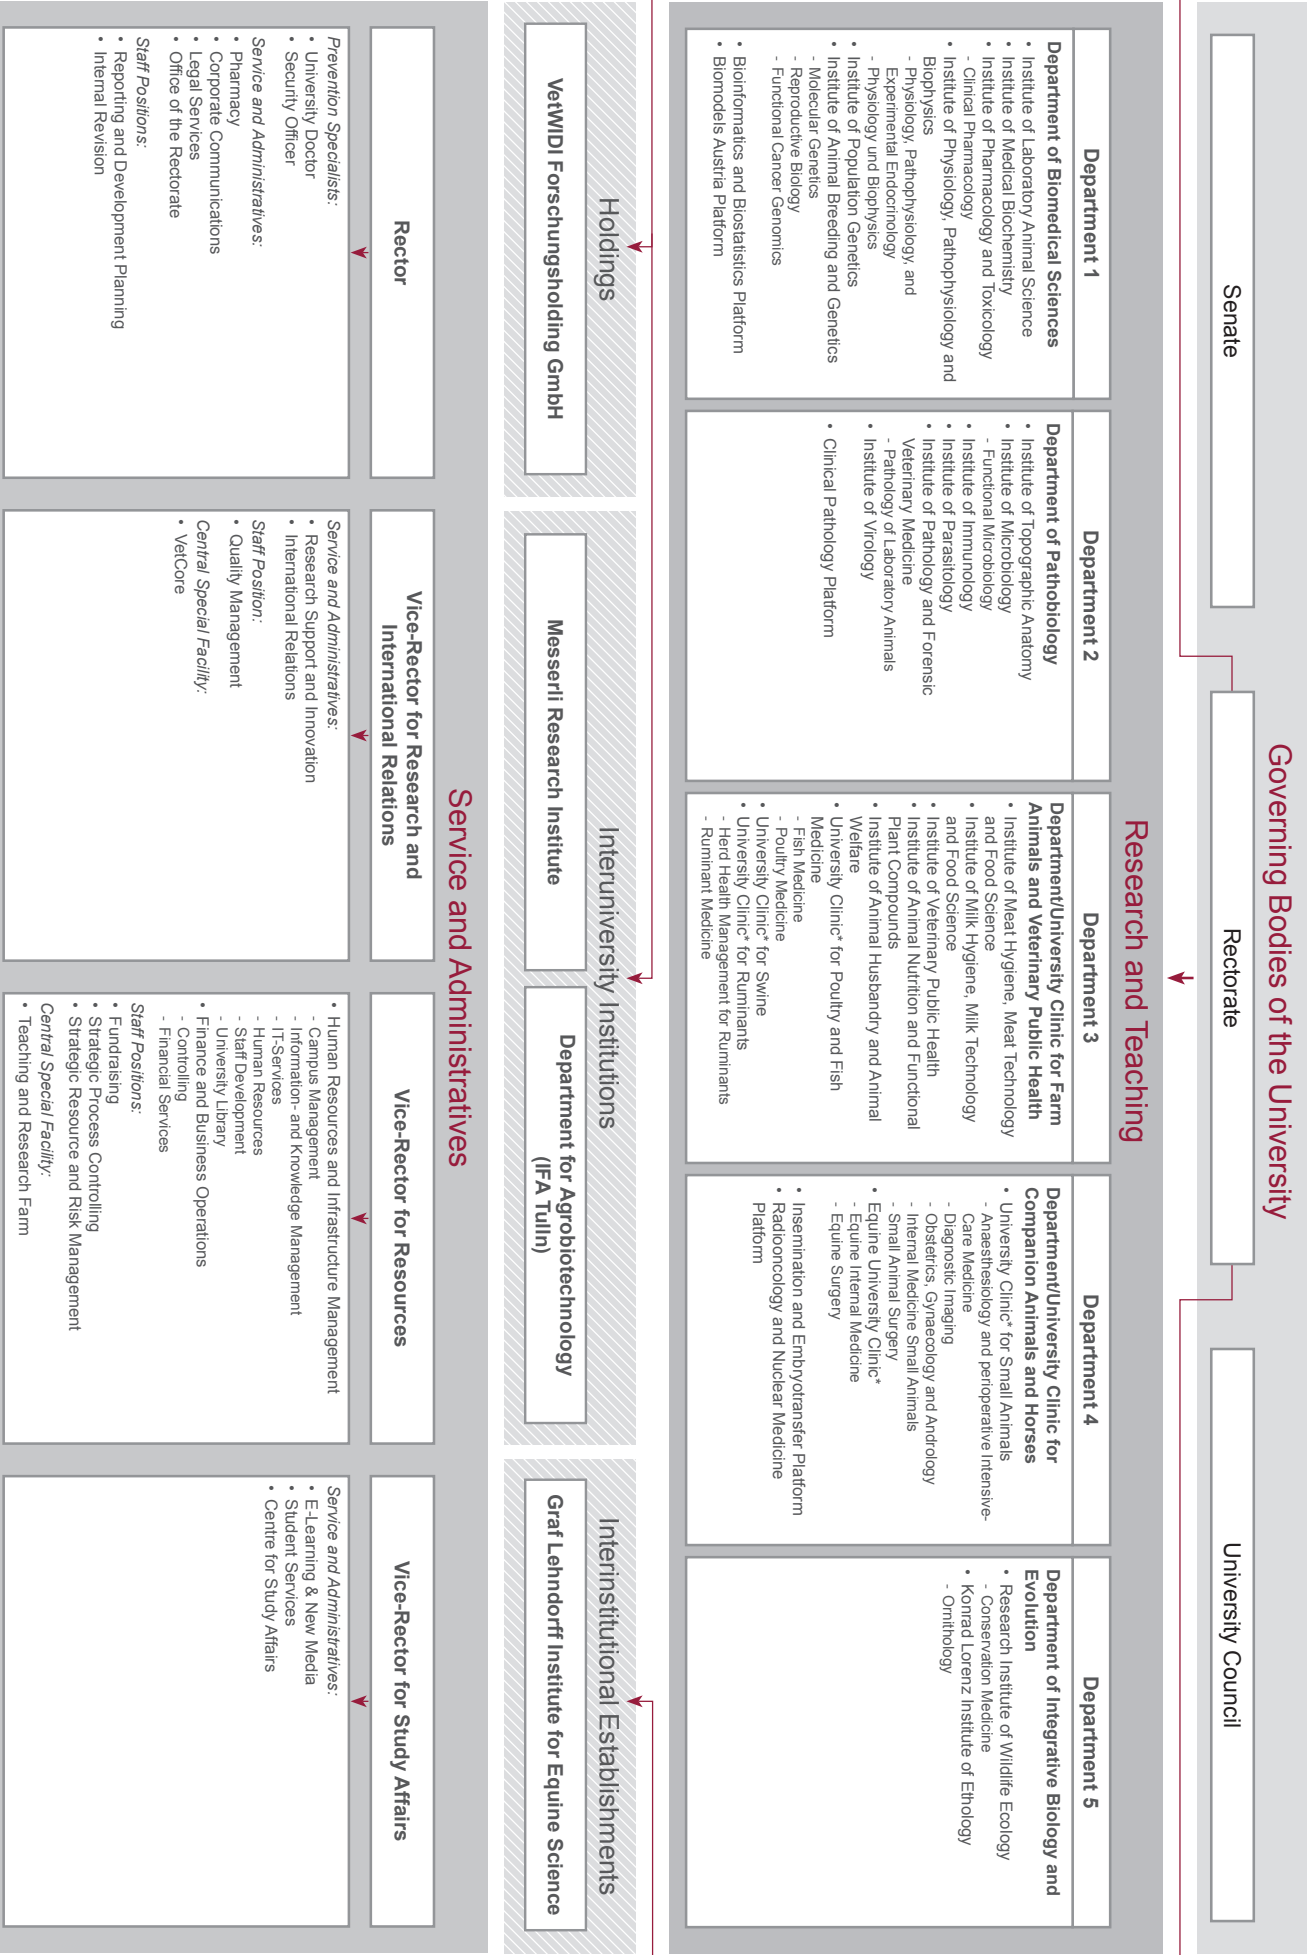 Governing Bodies of the University
Senate
Rectorate
University Council
Research and Teaching
Department 1
Department of Biomedical Sciences
• Institute of Laboratory Animal Science
• Institute of Medical Biochemistry
• Institute of Pharmacology and Toxicology
- Clinical Pharmacology
• Institute of Physiology, Pathophysiology and
Biophysics
- Physiology, Pathophysiology, and
Experimental Endocrinology
- Physiology und Biophysics
• Institute of Population Genetics
• Institute of Animal Breeding and Genetics
- Molecular Genetics
- Reproductive Biology
- Functional Cancer Genomics
• Bioinformatics and Biostatistics Platform
• Biomodels Austria Platform
Department 2
Department of Pathobiology
• Institute of Topographic Anatomy
• Institute of Microbiology
- Functional Microbiology
• Institute of Immunology
• Institute of Parasitology
• Institute of Pathology and Forensic
Veterinary Medicine
- Pathology of Laboratory Animals
• Institute of Virology
• Clinical Pathology Platform
Department 3
Department/University Clinic for Farm
Animals and Veterinary Public Health
• Institute of Meat Hygiene, Meat Technology
and Food Science
• Institute of Milk Hygiene, Milk Technology
and Food Science
• Institute of Veterinary Public Health
• Institute of Animal Nutrition and Functional
Plant Compounds
• Institute of Animal Husbandry and Animal
Welfare
• University Clinic* for Poultry and Fish
Medicine
- Fish Medicine
- Poultry Medicine
• University Clinic* for Swine
• University Clinic* for Ruminants
- Herd Health Management for Ruminants
- Ruminant Medicine
Department 4
Department/University Clinic for
Companion Animals and Horses
• University Clinic* for Small Animals
- Anaesthesiology and perioperative Intensive-
Care Medicine
- Diagnostic Imaging
- Obstetrics, Gynaecology and Andrology
- Internal Medicine Small Animals
- Small Animal Surgery
• Equine University Clinic*
- Equine Internal Medicine
- Equine Surgery
• Insemination and Embryotransfer Platform
• Radiooncology and Nuclear Medicine
Platform
Department 5
Department of Integrative Biology and
Evolution
• Research Institute of Wildlife Ecology
- Conservation Medicine
• Konrad Lorenz Institute of Ethology
- Ornithology
Holdings
VetWIDI Forschungsholding GmbH
Interuniversity Institutions
Messerli Research Institute
Department for Agrobiotechnology
(IFA Tulln)
Interinstitutional Establishments
Graf Lehndorff Institute for Equine Science
Service and Administratives
Rector
Prevention Specialists:
• University Doctor
• Security Officer
Service and Administratives:
• Pharmacy
• Corporate Communications
• Legal Services
• Office of the Rectorate
Staff Positions:
• Reporting and Development Planning
• Internal Revision
Vice-Rector for Research and
International Relations
Service and Administratives:
• Research Support and Innovation
• International Relations
Staff Position:
• Quality Management
Central Special Facility:
• VetCore
Vice-Rector for Resources
• Human Resources and Infrastructure Management
- Campus Management
- Information- and Knowledge Management
- IT-Services
- Human Resources
- Staff Development
- University Library
• Finance and Business Operations
- Controlling
- Financial Services
Staff Positions:
• Fundraising
• Strategic Process Controlling
• Strategic Resource and Risk Management
Central Special Facility:
• Teaching and Research Farm
Vice-Rector for Study Affairs
Service and Administratives:
• E-Learning & New Media
• Student Services
• Centre for Study Affairs